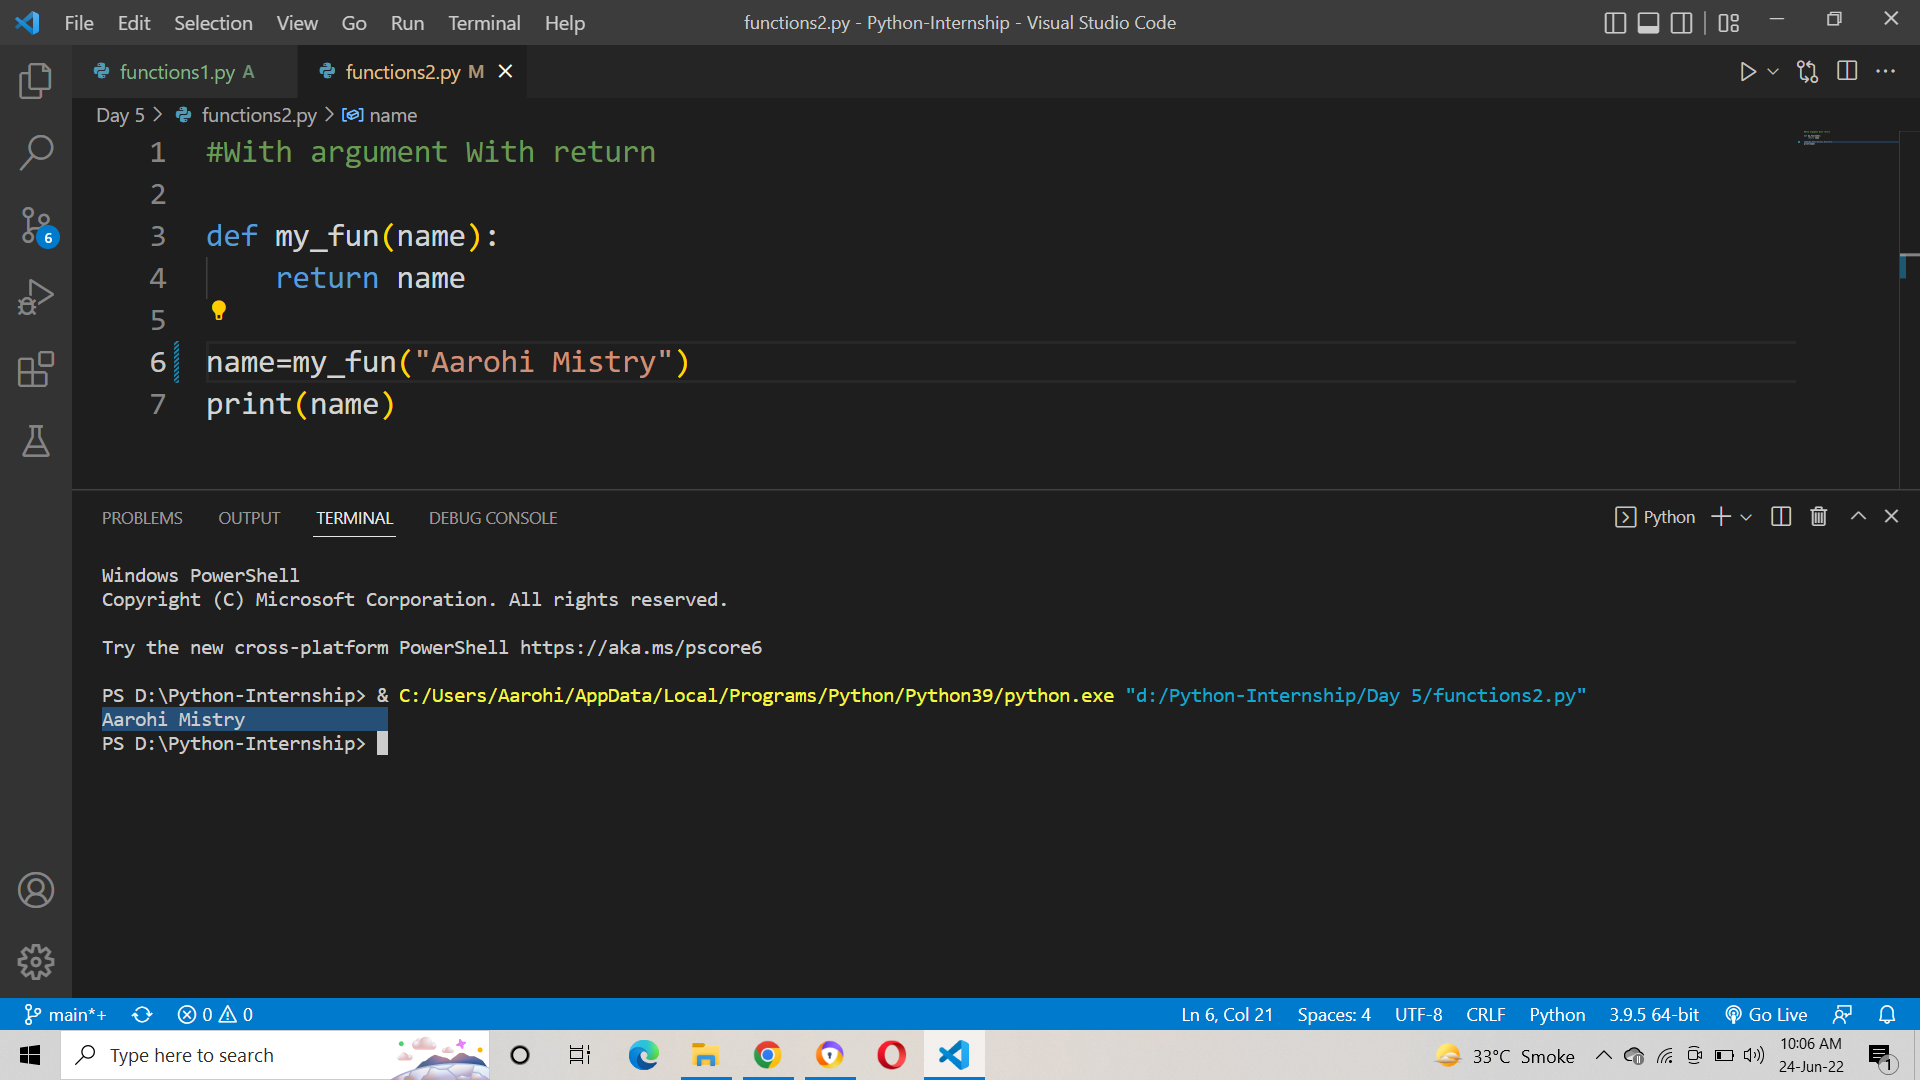 File Edit Selection View Go Run Terminal Help functions2.py - Python-Internship - Visual Studio Code
functions1.py A functions2.py M
Day 5 > functions2.py > name
1 #With argument With return
2
3 def my_fun(name):
4     return name
5
6 name=my_fun("Aarohi Mistry")
7 print(name)
6
PROBLEMS OUTPUT TERMINAL DEBUG CONSOLE Python
Windows PowerShell
Copyright (C) Microsoft Corporation. All rights reserved.
Try the new cross-platform PowerShell https://aka.ms/pscore6
PS D:\Python-Internship> & C:/Users/Aarohi/AppData/Local/Programs/Python/Python39/python.exe "d:/Python-Internship/Day 5/functions2.py"
Aarohi Mistry
PS D:\Python-Internship>
main*+ 0 0 Ln 6, Col 21 Spaces: 4 UTF-8 CRLF Python 3.9.5 64-bit Go Live
Type here to search 33°C Smoke 10:06 AM
24-Jun-22 1